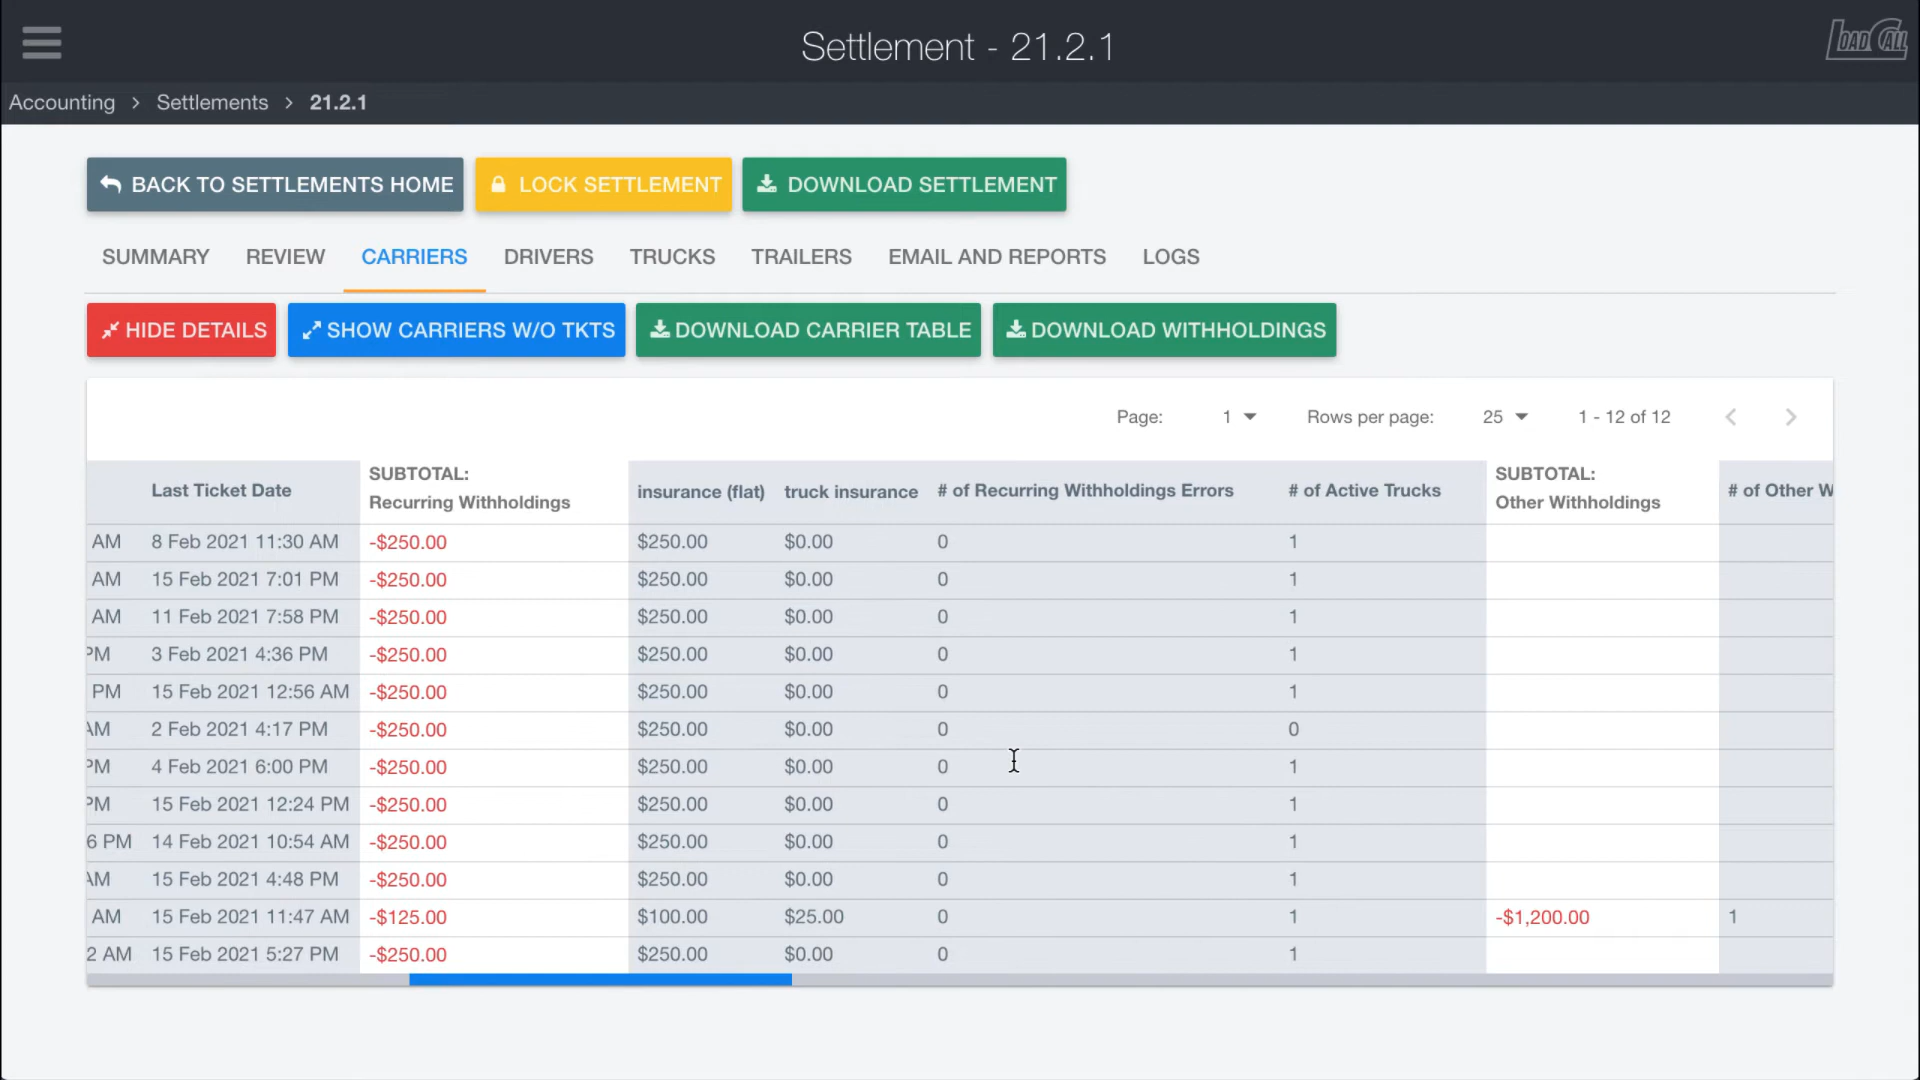 Settlement - 21.2.1
LOAD CALL
Accounting > Settlements > 21.2.1
BACK TO SETTLEMENTS HOME LOCK SETTLEMENT DOWNLOAD SETTLEMENT
SUMMARY REVIEW CARRIERS DRIVERS TRUCKS TRAILERS EMAIL AND REPORTS LOGS
HIDE DETAILS SHOW CARRIERS W/O TKTS DOWNLOAD CARRIER TABLE DOWNLOAD WITHHOLDINGS
Page: 1 Rows per page: 25 1 - 12 of 12
Last Ticket Date SUBTOTAL: Recurring Withholdings insurance (flat) truck insurance # of Recurring Withholdings Errors # of Active Trucks SUBTOTAL: Other Withholdings # of Other W
AM 8 Feb 2021 11:30 AM -$250.00 $250.00 $0.00 0 1
AM 15 Feb 2021 7:01 PM -$250.00 $250.00 $0.00 0 1
AM 11 Feb 2021 7:58 PM -$250.00 $250.00 $0.00 0 1
PM 3 Feb 2021 4:36 PM -$250.00 $250.00 $0.00 0 1
PM 15 Feb 2021 12:56 AM -$250.00 $250.00 $0.00 0 1
AM 2 Feb 2021 4:17 PM -$250.00 $250.00 $0.00 0 0
PM 4 Feb 2021 6:00 PM -$250.00 $250.00 $0.00 0 1
PM 15 Feb 2021 12:24 PM -$250.00 $250.00 $0.00 0 1
6 PM 14 Feb 2021 10:54 AM -$250.00 $250.00 $0.00 0 1
AM 15 Feb 2021 4:48 PM -$250.00 $250.00 $0.00 0 1
AM 15 Feb 2021 11:47 AM -$125.00 $100.00 $25.00 0 1 -$1,200.00 1
2 AM 15 Feb 2021 5:27 PM -$250.00 $250.00 $0.00 0 1